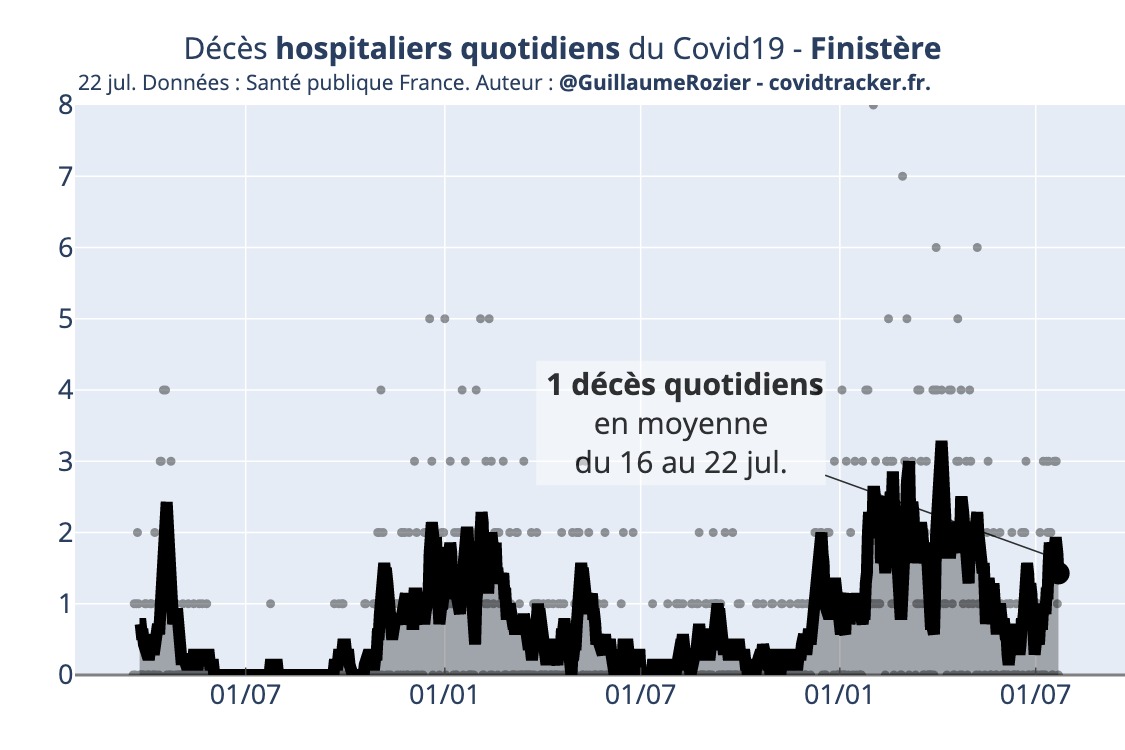 Décès hospitaliers quotidiens du Covid19 - Finistère
22 jul. Données : Santé publique France. Auteur : @GuillaumeRozier - covidtracker.fr.
8
7
6
5
4
3
2
1
0
1 décès quotidiens
en moyenne
du 16 au 22 jul.
01/07
01/01
01/07
01/01
01/07